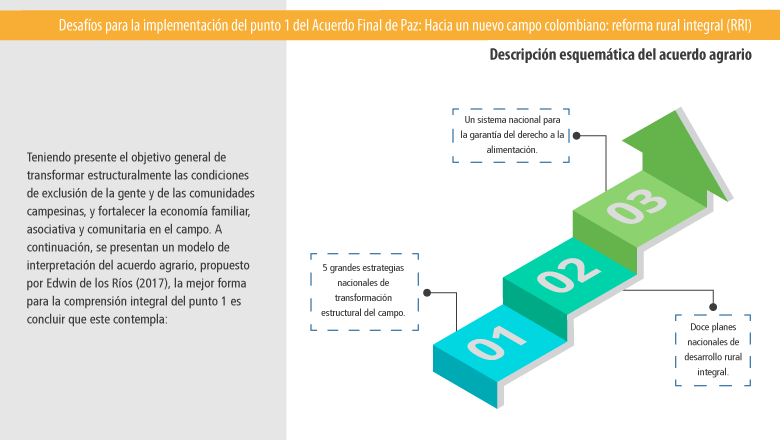 Desafíos para la implementación del punto 1 del Acuerdo Final de Paz: Hacia un nuevo campo colombiano: reforma rural integral (RRI)
Descripción esquemática del acuerdo agrario
Teniendo presente el objetivo general de
transformar estructuralmente las condiciones
de exclusión de la gente y de las comunidades
campesinas, y fortalecer la economía familiar,
asociativa y comunitaria en el campo. A
continuación, se presentan un modelo de
interpretación del acuerdo agrario, propuesto
por Edwin de los Ríos (2017), la mejor forma
para la comprensión integral del punto 1 es
concluir que este contempla:
5 grandes estrategias
nacionales de
transformación
estructural del campo.
01
02
Doce planes
nacionales de
desarrollo rural
integral.
03
Un sistema nacional para
la garantía del derecho a la
alimentación.